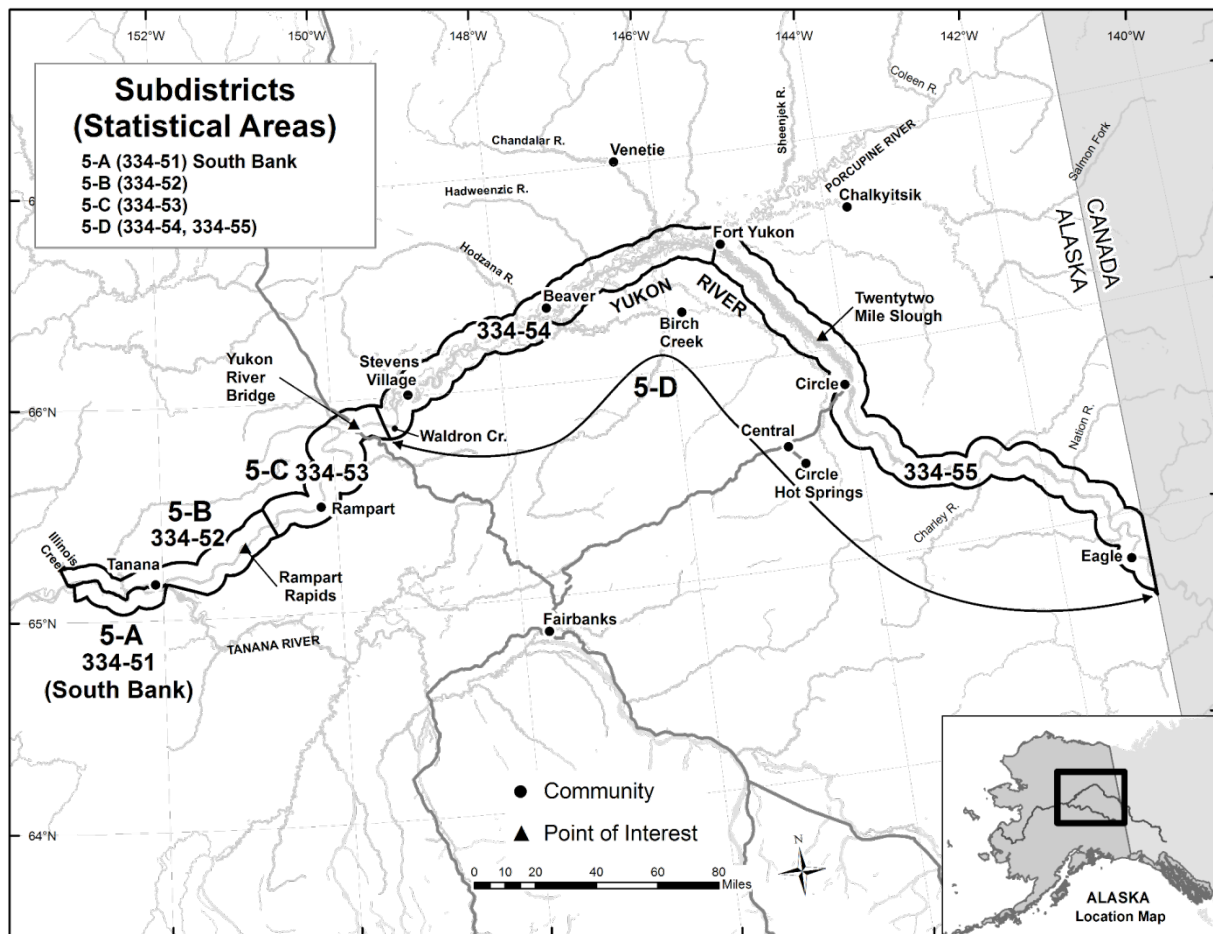 152°W
150°W
148°W
146°W
144°W
142°W
140°W
Subdistricts
(Statistical Areas)
5-A (334-51) South Bank
5-B (334-52)
5-C (334-53)
5-D (334-54, 334-55)
Coleen R.
Sheenjek R.
Chandalar R.
Venetie
PORCUPINE RIVER
Salmon Fork
Hadweenzic R.
Chalkyitsik
CANADA
ALASKA
Fort Yukon
Hodzana R.
Beaver
YUKON
RIVER
Twentytwo
Mile Slough
334-54
Birch
Creek
Yukon
River
Bridge
Stevens
Village
5-D
Circle
66°N
Waldron Cr.
Central
Nation R.
5-C 334-53
Circle
Hot Springs
334-55
Rampart
5-B
334-52
Charley R.
Illinois
Creek
Tanana
Eagle
Rampart
Rapids
65°N
Fairbanks
5-A
334-51
(South Bank)
TANANA RIVER
Community
Point of Interest
64°N
N
0 5 10 20 40 60 80
Miles
ALASKA
Location Map